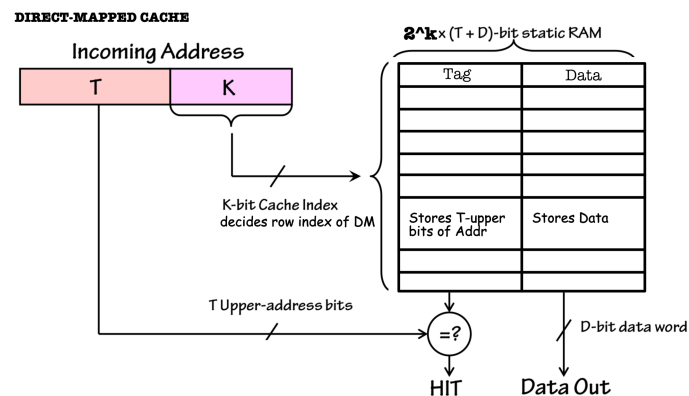 DIRECT-MAPPED CACHE
2^k × (T + D)-bit static RAM
Incoming Address
T K
Tag Data
K-bit Cache Index
decides row index of DM
Stores T-upper
bits of Addr
Stores Data
T Upper-address bits
=?
D-bit data word
HIT Data Out